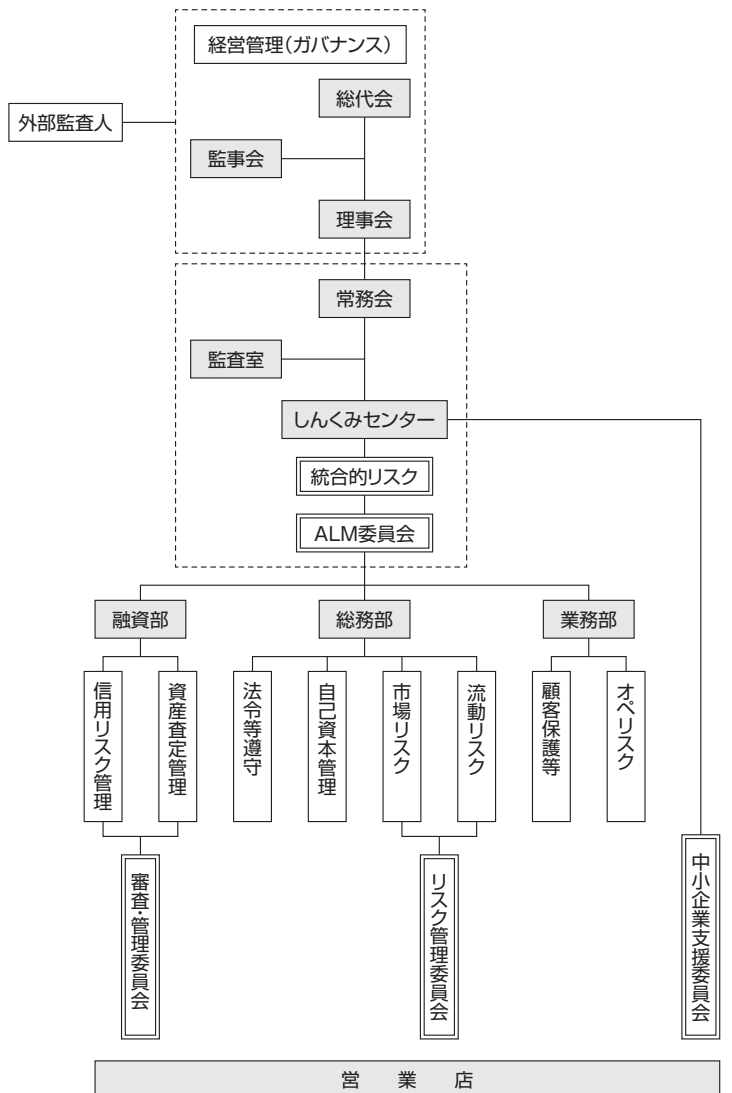 経営管理(ガバナンス)
総代会
外部監査人
監事会
理事会
常務会
監査室
しんくみセンター
統合的リスク
ALM委員会
融資部
総務部
業務部
信用リスク管理
資産査定管理
法令等遵守
自己資本管理
市場リスク
流動リスク
顧客保護等
オペリスク
審査・管理委員会
リスク管理委員会
中小企業支援委員会
営業店